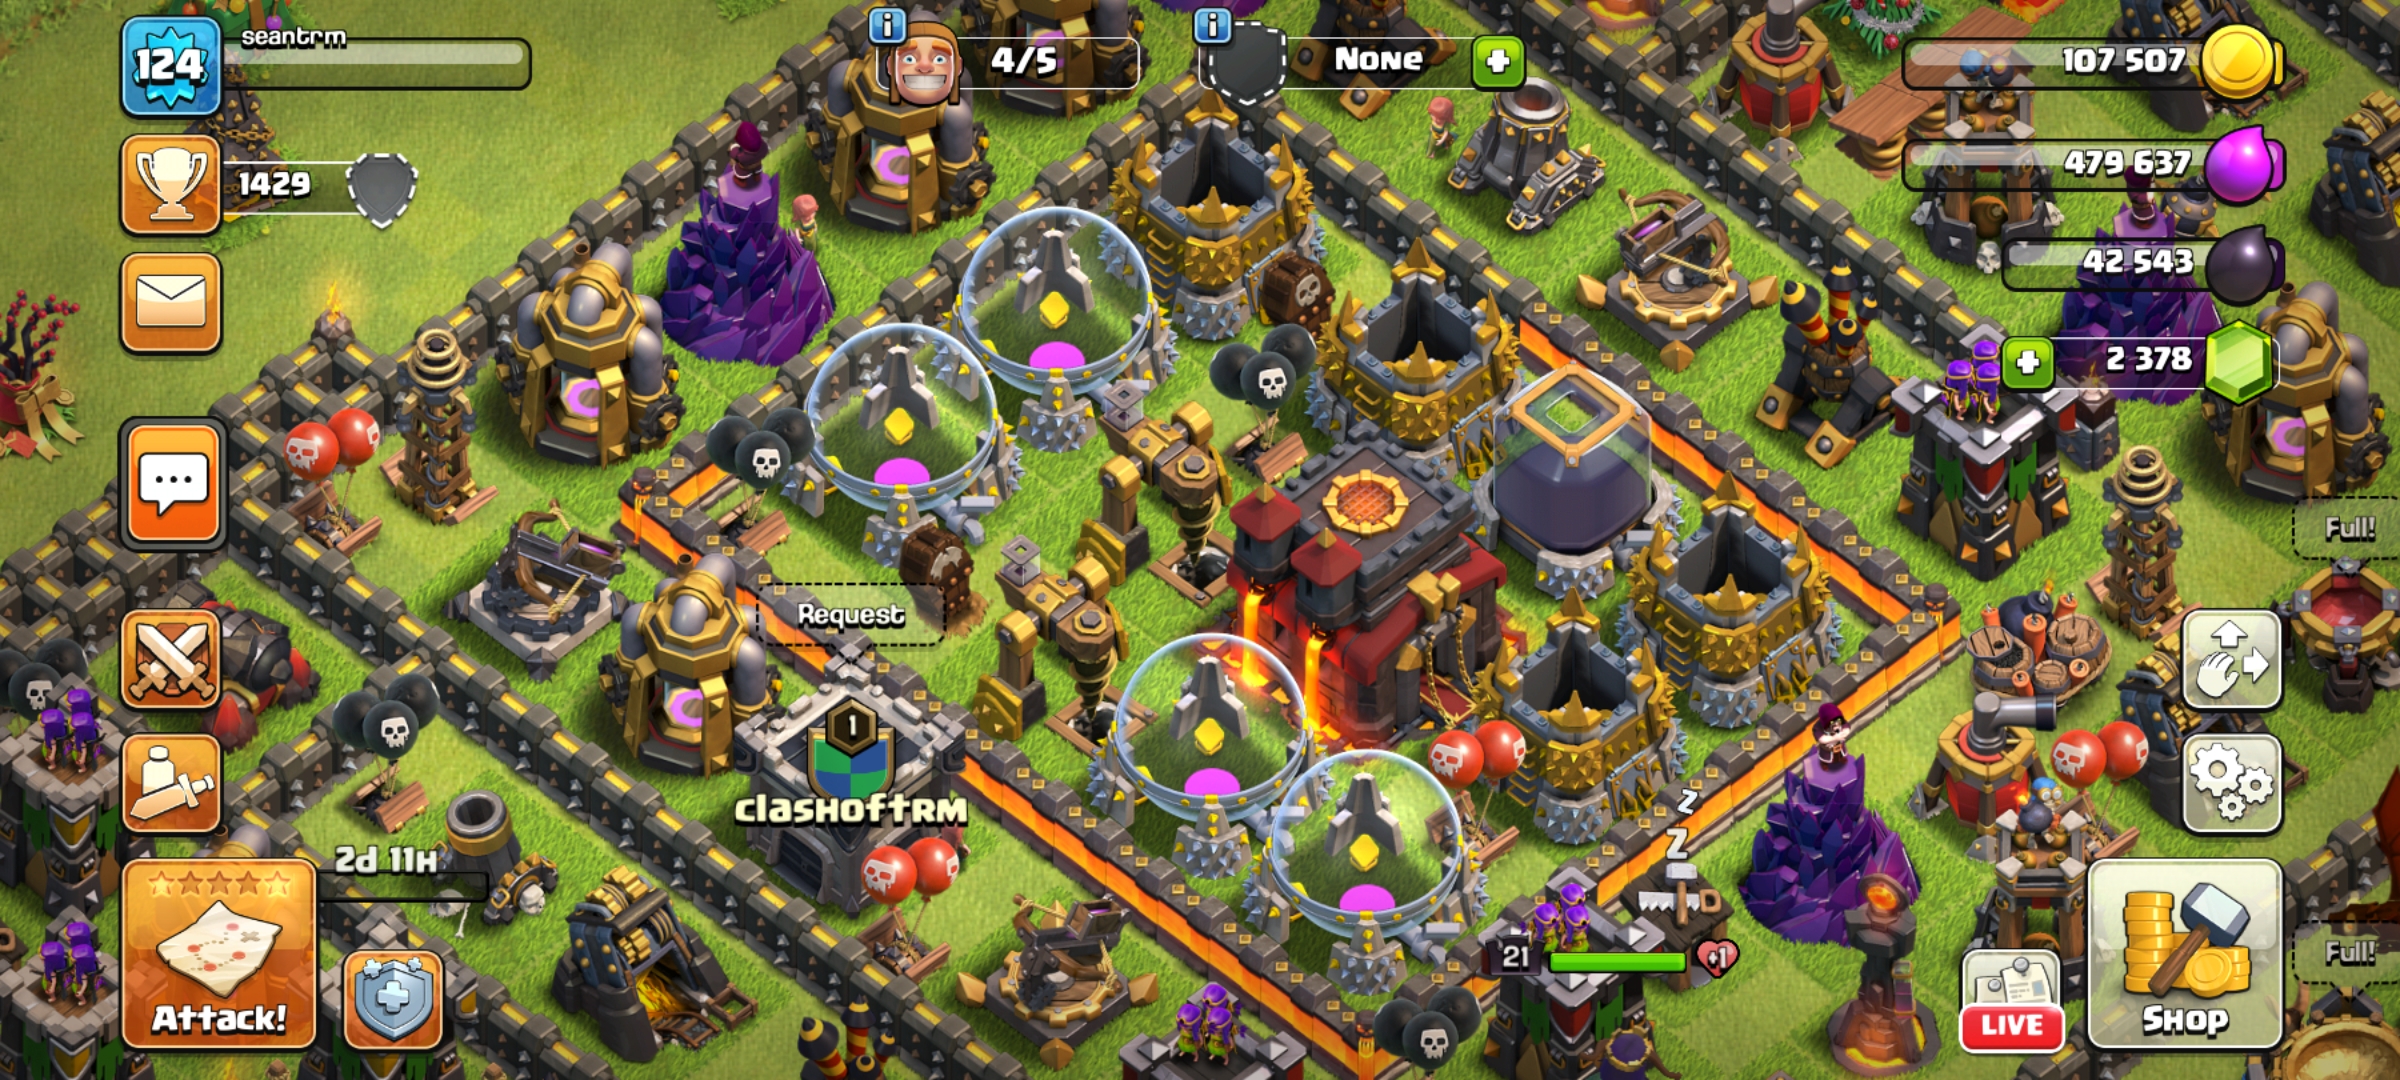 124
seantrm
4/5
None
107 507
1429
479 637
42 543
2 378
Full!
Request
1
clashoftrm
2d 11h
21
+1
z
z
Full!
Attack!
LIVE
Shop